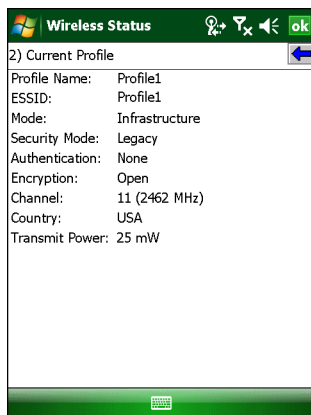 Wireless Status ok
2) Current Profile
Profile Name: Profile1
ESSID: Profile1
Mode: Infrastructure
Security Mode: Legacy
Authentication: None
Encryption: Open
Channel: 11 (2462 MHz)
Country: USA
Transmit Power: 25 mW